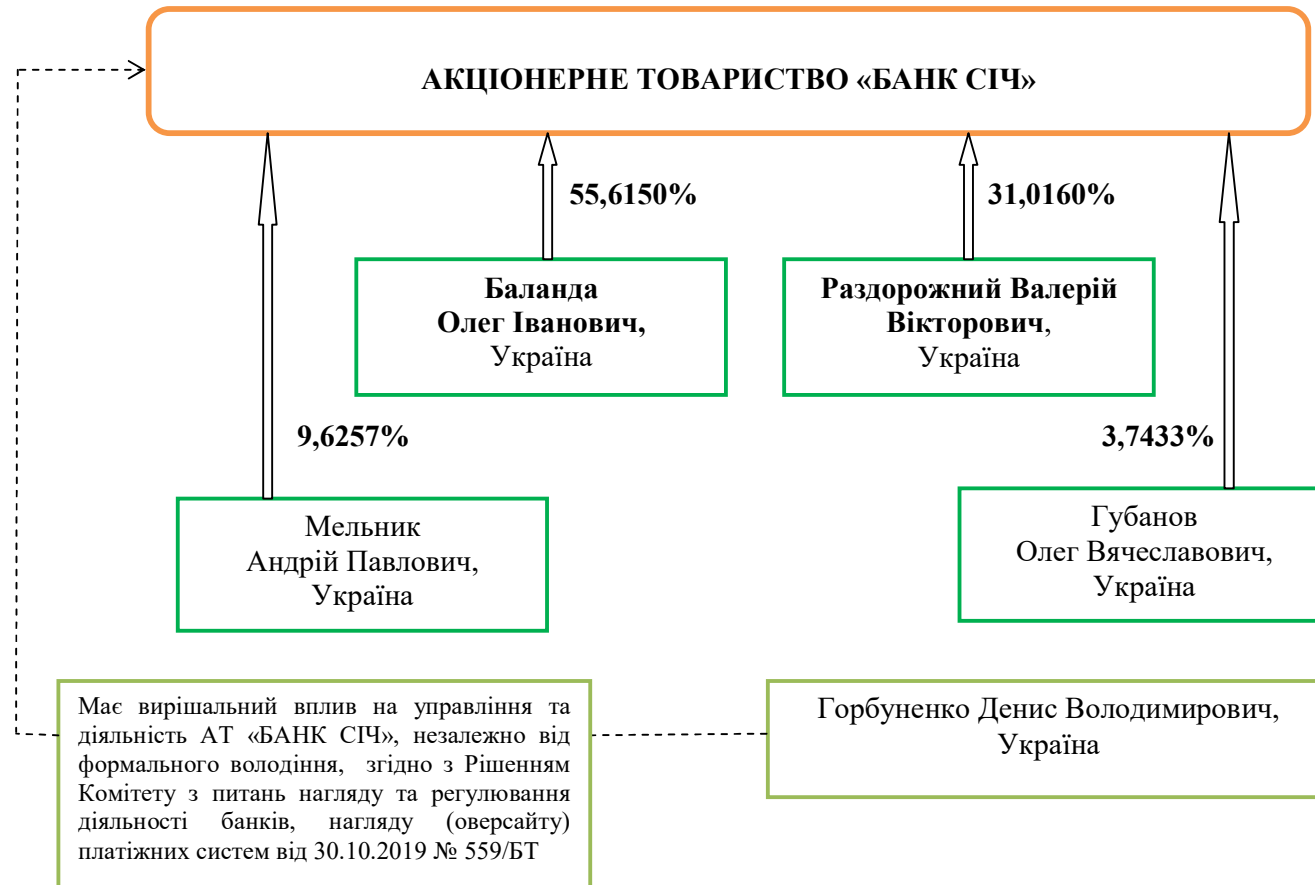 АКЦІОНЕРНЕ ТОВАРИСТВО «БАНК СІЧ»
55,6150%
31,0160%
Баланда
Олег Іванович,
Україна
Раздорожний Валерій
Вікторович,
Україна
9,6257%
3,7433%
Мельник
Андрій Павлович,
Україна
Губанов
Олег Вячеславович,
Україна
Має вирішальний вплив на управління та
діяльність АТ «БАНК СІЧ», незалежно від
формального володіння, згідно з Рішенням
Комітету з питань нагляду та регулювання
діяльності банків, нагляду (оверсайту)
платіжних систем від 30.10.2019 № 559/БТ
Горбуненко Денис Володимирович,
Україна